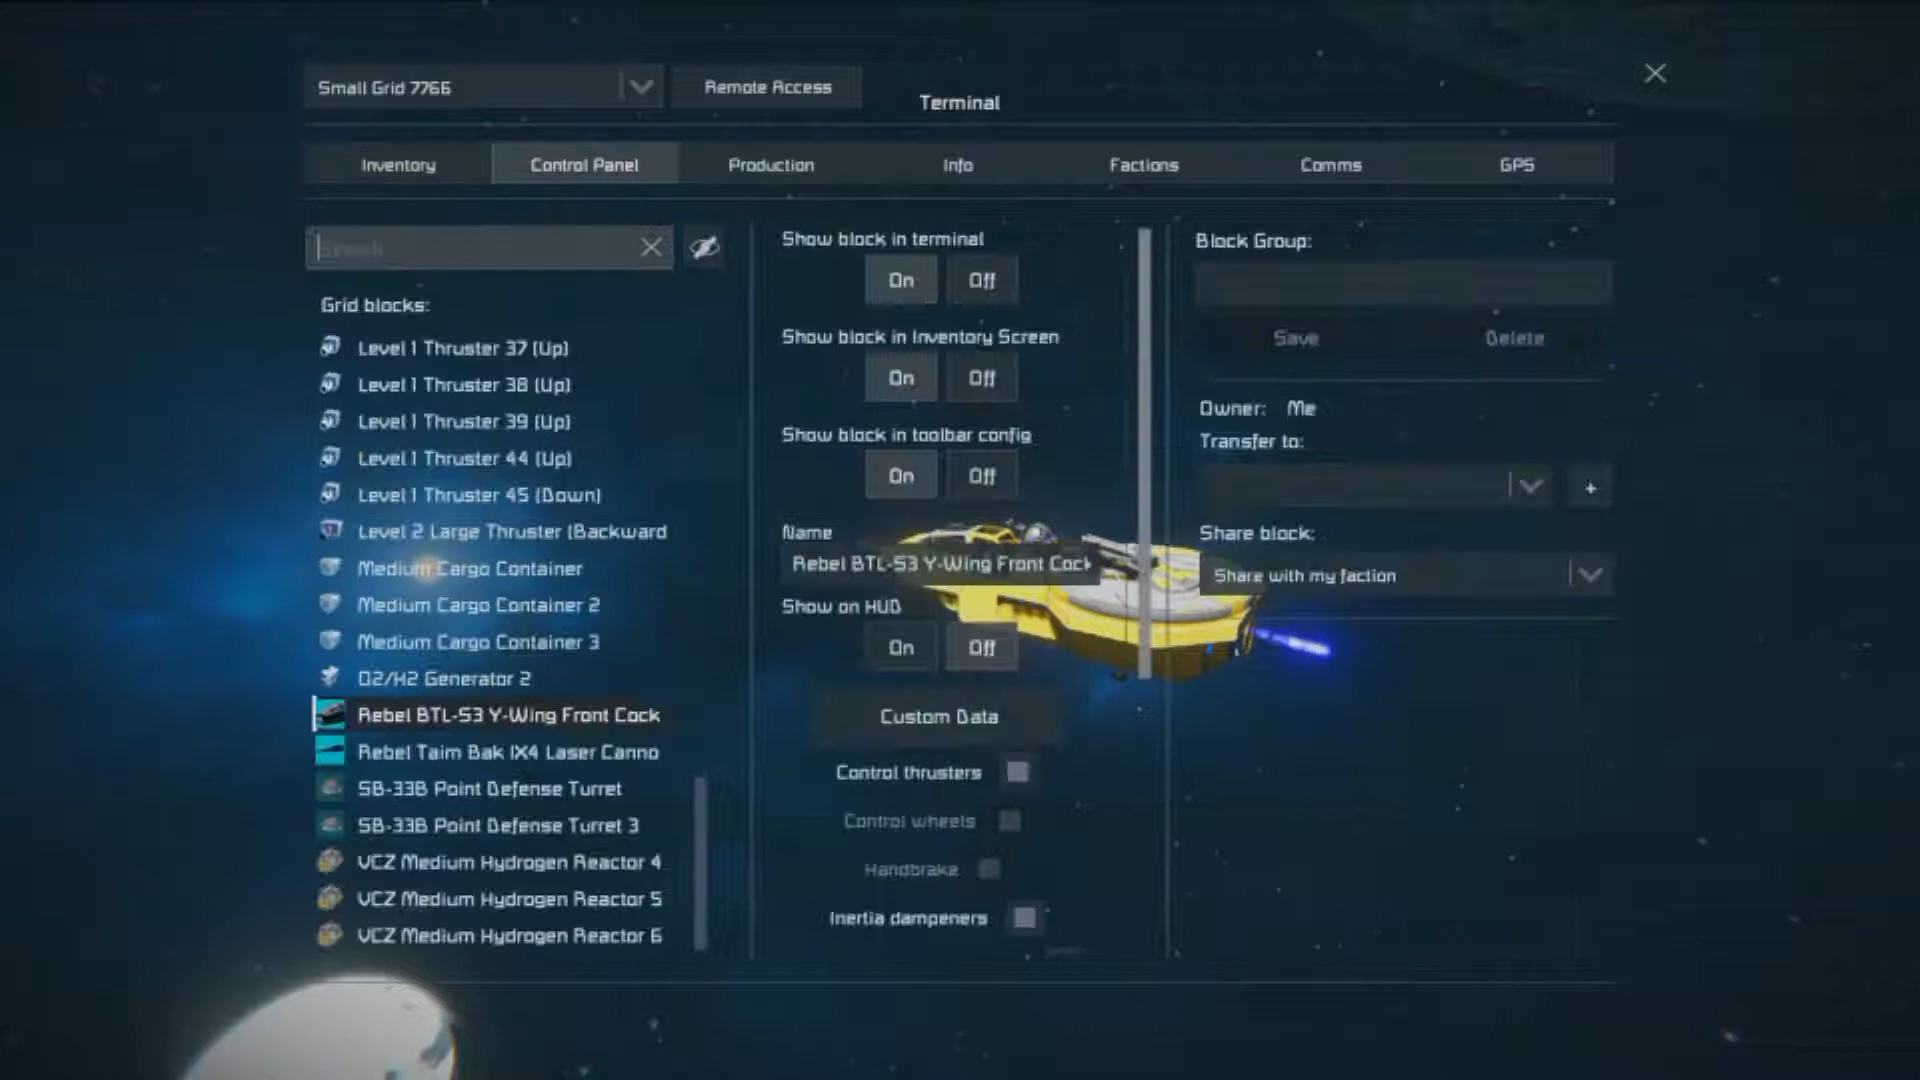 Small Grid 7766
Remote Access
Terminal
Inventory
Control Panel
Production
Info
Factions
Comms
GPS
Search
Grid blocks:
Level 1 Thruster 37 (Up)
Level 1 Thruster 38 (Up)
Level 1 Thruster 39 (Up)
Level 1 Thruster 44 (Up)
Level 1 Thruster 45 (Down)
Level 2 Large Thruster (Backward
Medium Cargo Container
Medium Cargo Container 2
Medium Cargo Container 3
O2/H2 Generator 2
Rebel BTL-S3 Y-Wing Front Cock
Rebel Taim Bak IX4 Laser Canno
SB-33B Point Defense Turret
SB-33B Point Defense Turret 3
VCZ Medium Hydrogen Reactor 4
VCZ Medium Hydrogen Reactor 5
VCZ Medium Hydrogen Reactor 6
Show block in terminal
On Off
Show block in Inventory Screen
On Off
Show block in toolbar config
On Off
Name
Rebel BTL-S3 Y-Wing Front Cock
Show on HUD
On Off
Custom Data
Control thrusters
Control wheels
Handbrake
Inertia dampeners
Block Group:
Save Delete
Owner: Me
Transfer to:
+
Share block:
Share with my faction